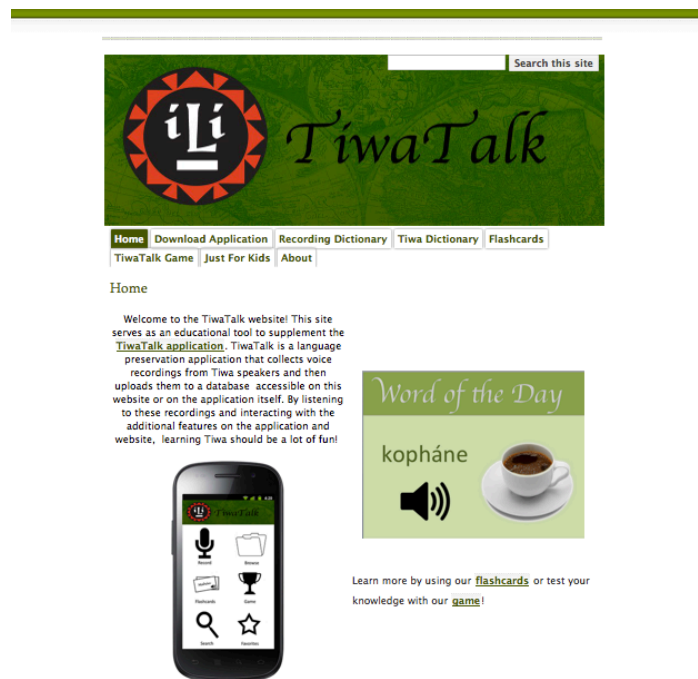 Search this site
iLi
TiwaTalk
Home Download Application Recording Dictionary Tiwa Dictionary Flashcards
TiwaTalk Game Just For Kids About
Home
Welcome to the TiwaTalk website! This site
serves as an educational tool to supplement the
TiwaTalk application. TiwaTalk is a language
preservation application that collects voice
recordings from Tiwa speakers and then
uploads them to a database accessible on this
website or on the application itself. By listening
to these recordings and interacting with the
additional features on the application and
website, learning Tiwa should be a lot of fun!
iLi TiwaTalk
Record Browse
Flashcards Game
Search Favorites
Word of the Day
kopháne
Learn more by using our flashcards or test your
knowledge with our game!